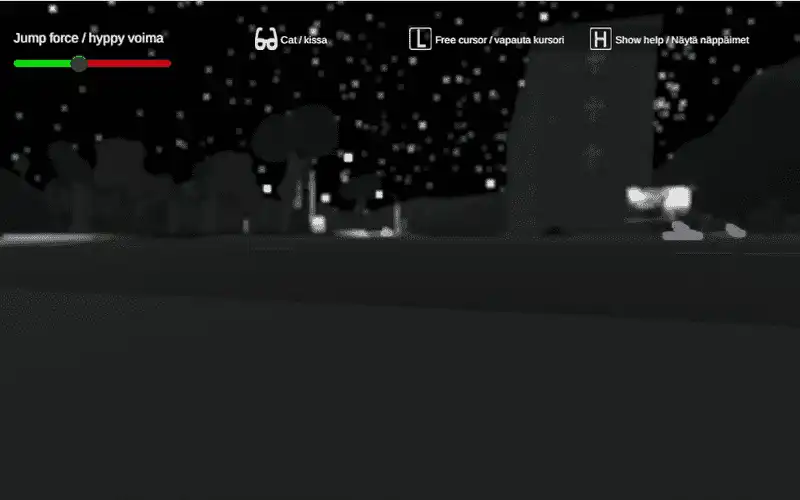 Jump force / hyppy voima
Cat / kissa
L Free cursor / vapauta kursori
H Show help / Näytä näppäimet